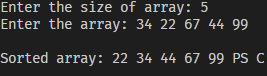 Enter the size of array: 5
Enter the array: 34 22 67 44 99
Sorted array: 22 34 44 67 99 PS C